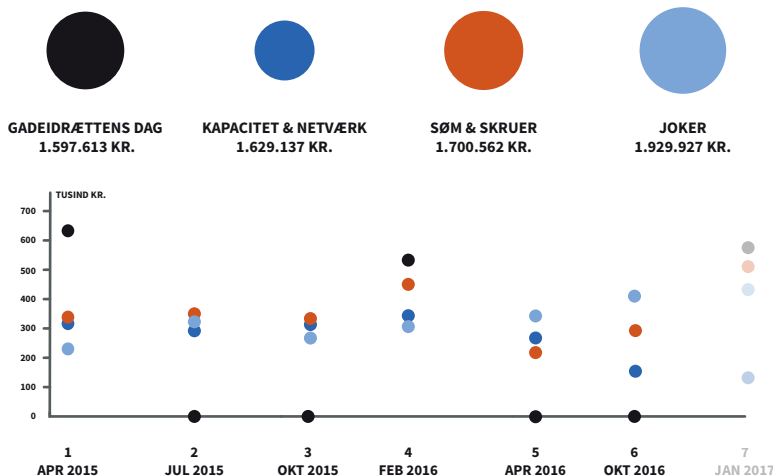 GADEIDRÆTTENS DAG
1.597.613 KR.
KAPACITET & NETVÆRK
1.629.137 KR.
SØM & SKRUER
1.700.562 KR.
JOKER
1.929.927 KR.
TUSIND KR.
700
600
500
400
300
200
100
0
1
APR 2015
2
JUL 2015
3
OKT 2015
4
FEB 2016
5
APR 2016
6
OKT 2016
7
JAN 2017